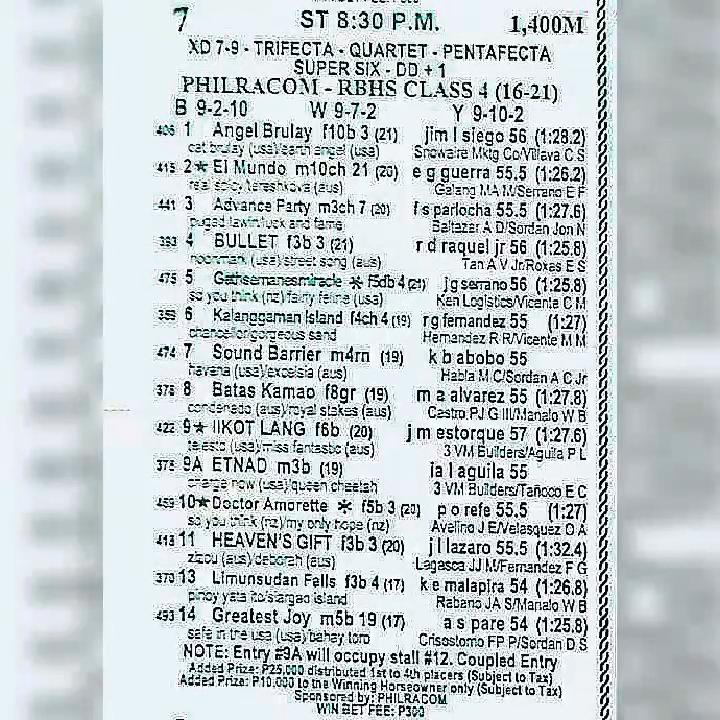 7 ST 8:30 P.M. 1,400M
XD 7-9 - TRIFECTA - QUARTET - PENTAFECTA
SUPER SIX - DD + 1
PHILRACOM - RBHS CLASS 4 (16-21)
B 9-2-10 W 9-7-2 Y 9-10-2
406 1 Angel Brulay f10b 3 (21) jim l siego 56 (1:28.2)
cat brulay (usa)/earth angel (usa) Snowaire Mktg Co/Villava C S
415 2★ El Mundo m10ch 21 (20) e g guerra 55.5 (1:26.2)
real spicy/tereshkova (aus) Galang MA M/Serrano E F
441 3 Advance Party m3ch 7 (20) f s parlocha 55.5 (1:27.6)
pugad lawin/luck and fame Baltazar A D/Sordan Jon N
393 4 BULLET f3b 3 (21) r d raquel jr 56 (1:25.8)
(usa)/street song (aus) Tan A V Jr/Roxas E S
475 5 Gethsemanesmiracle * f5db 4 (21) j g serrano 56 (1:25.8)
so you think (nz)/fairy feline (usa) Ken Logistics/Vicente C M
359 6 Kalanggaman Island f4ch 4 (19) r g fernandez 55 (1:27)
chancellor/gorgeous sand Hernandez R R/Vicente M M
474 7 Sound Barrier m4rn (19) k b abobo 55
havana (usa)/excelsia (aus) Habla M C/Sordan A C Jr
375 8 Batas Kamao f8gr (19) m a alvarez 55 (1:27.8)
condenado (aus)/royal stakes (aus) Castro PJ G III/Manalo W B
422 9★ IIKOT LANG f6b (20) j m estorque 57 (1:27.6)
telesto (usa)/miss fantastic (aus) 3 VM Builders/Aguila P L
375 9A ETNAD m3b (19) ia l aguila 55
charge now (usa)/queen cheetah 3 VM Builders/Tañoco E C
459 10★ Doctor Amorette * f5b 3 (20) p o refe 55.5 (1:27)
so you think (nz)/my only hope (nz) Avelino J E/Velasquez O A
413 11 HEAVEN'S GIFT f3b 3 (20) j l lazaro 55.5 (1:32.4)
zizou (aus)/deborah (aus) Lagasca JJ M/Fernandez F G
370 13 Limunsudan Falls f3b 4 (17) k e malapira 54 (1:26.8)
pinoy yata ito/siargao island Rabano JA S/Manalo W B
493 14 Greatest Joy m5b 19 (17) a s pare 54 (1:25.8)
safe in the usa (usa)/bahay toro Crisostomo FP P/Sordan D S
NOTE: Entry #9A will occupy stall #12. Coupled Entry
Added Prize: P25,000 distributed 1st to 4th placers (Subject to Tax)
Added Prize: P10,000 to the Winning Horseowner only (Subject to Tax)
Sponsored by: PHILRACOM
WIN BET FEE: P300